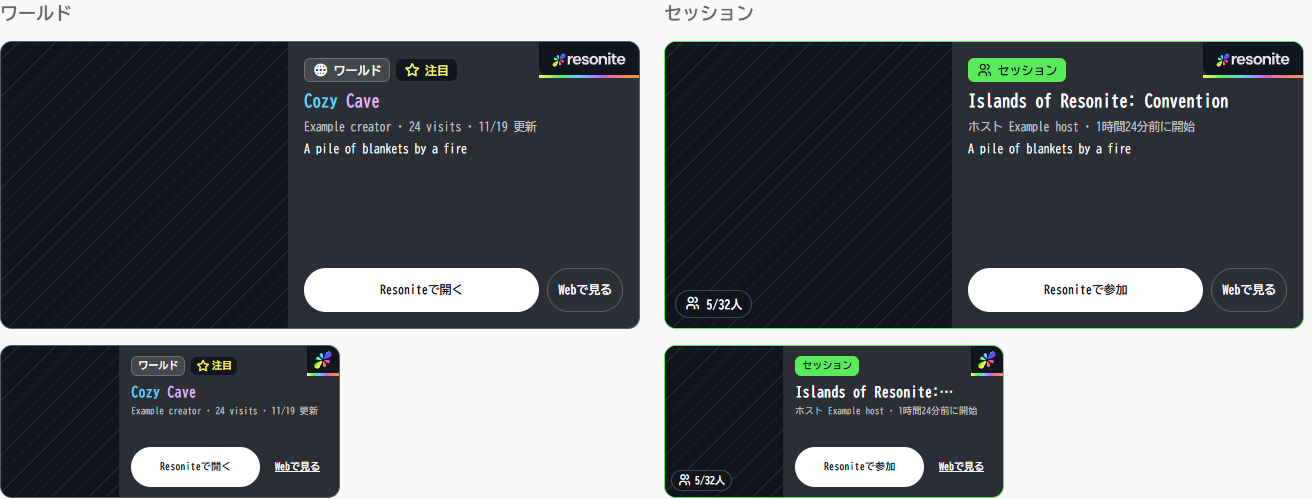 ワールド
ワールド 注目
resonite
Cozy Cave
Example creator · 24 visits · 11/19 更新
A pile of blankets by a fire
Resoniteで開く
Webで見る
ワールド 注目
Cozy Cave
Example creator · 24 visits · 11/19 更新
Resoniteで開く
Webで見る
セッション
セッション
resonite
Islands of Resonite: Convention
ホスト Example host · 1時間24分前に開始
A pile of blankets by a fire
5/32人
Resoniteで参加
Webで見る
セッション
Islands of Resonite:…
ホスト Example host · 1時間24分前に開始
5/32人
Resoniteで参加
Webで見る